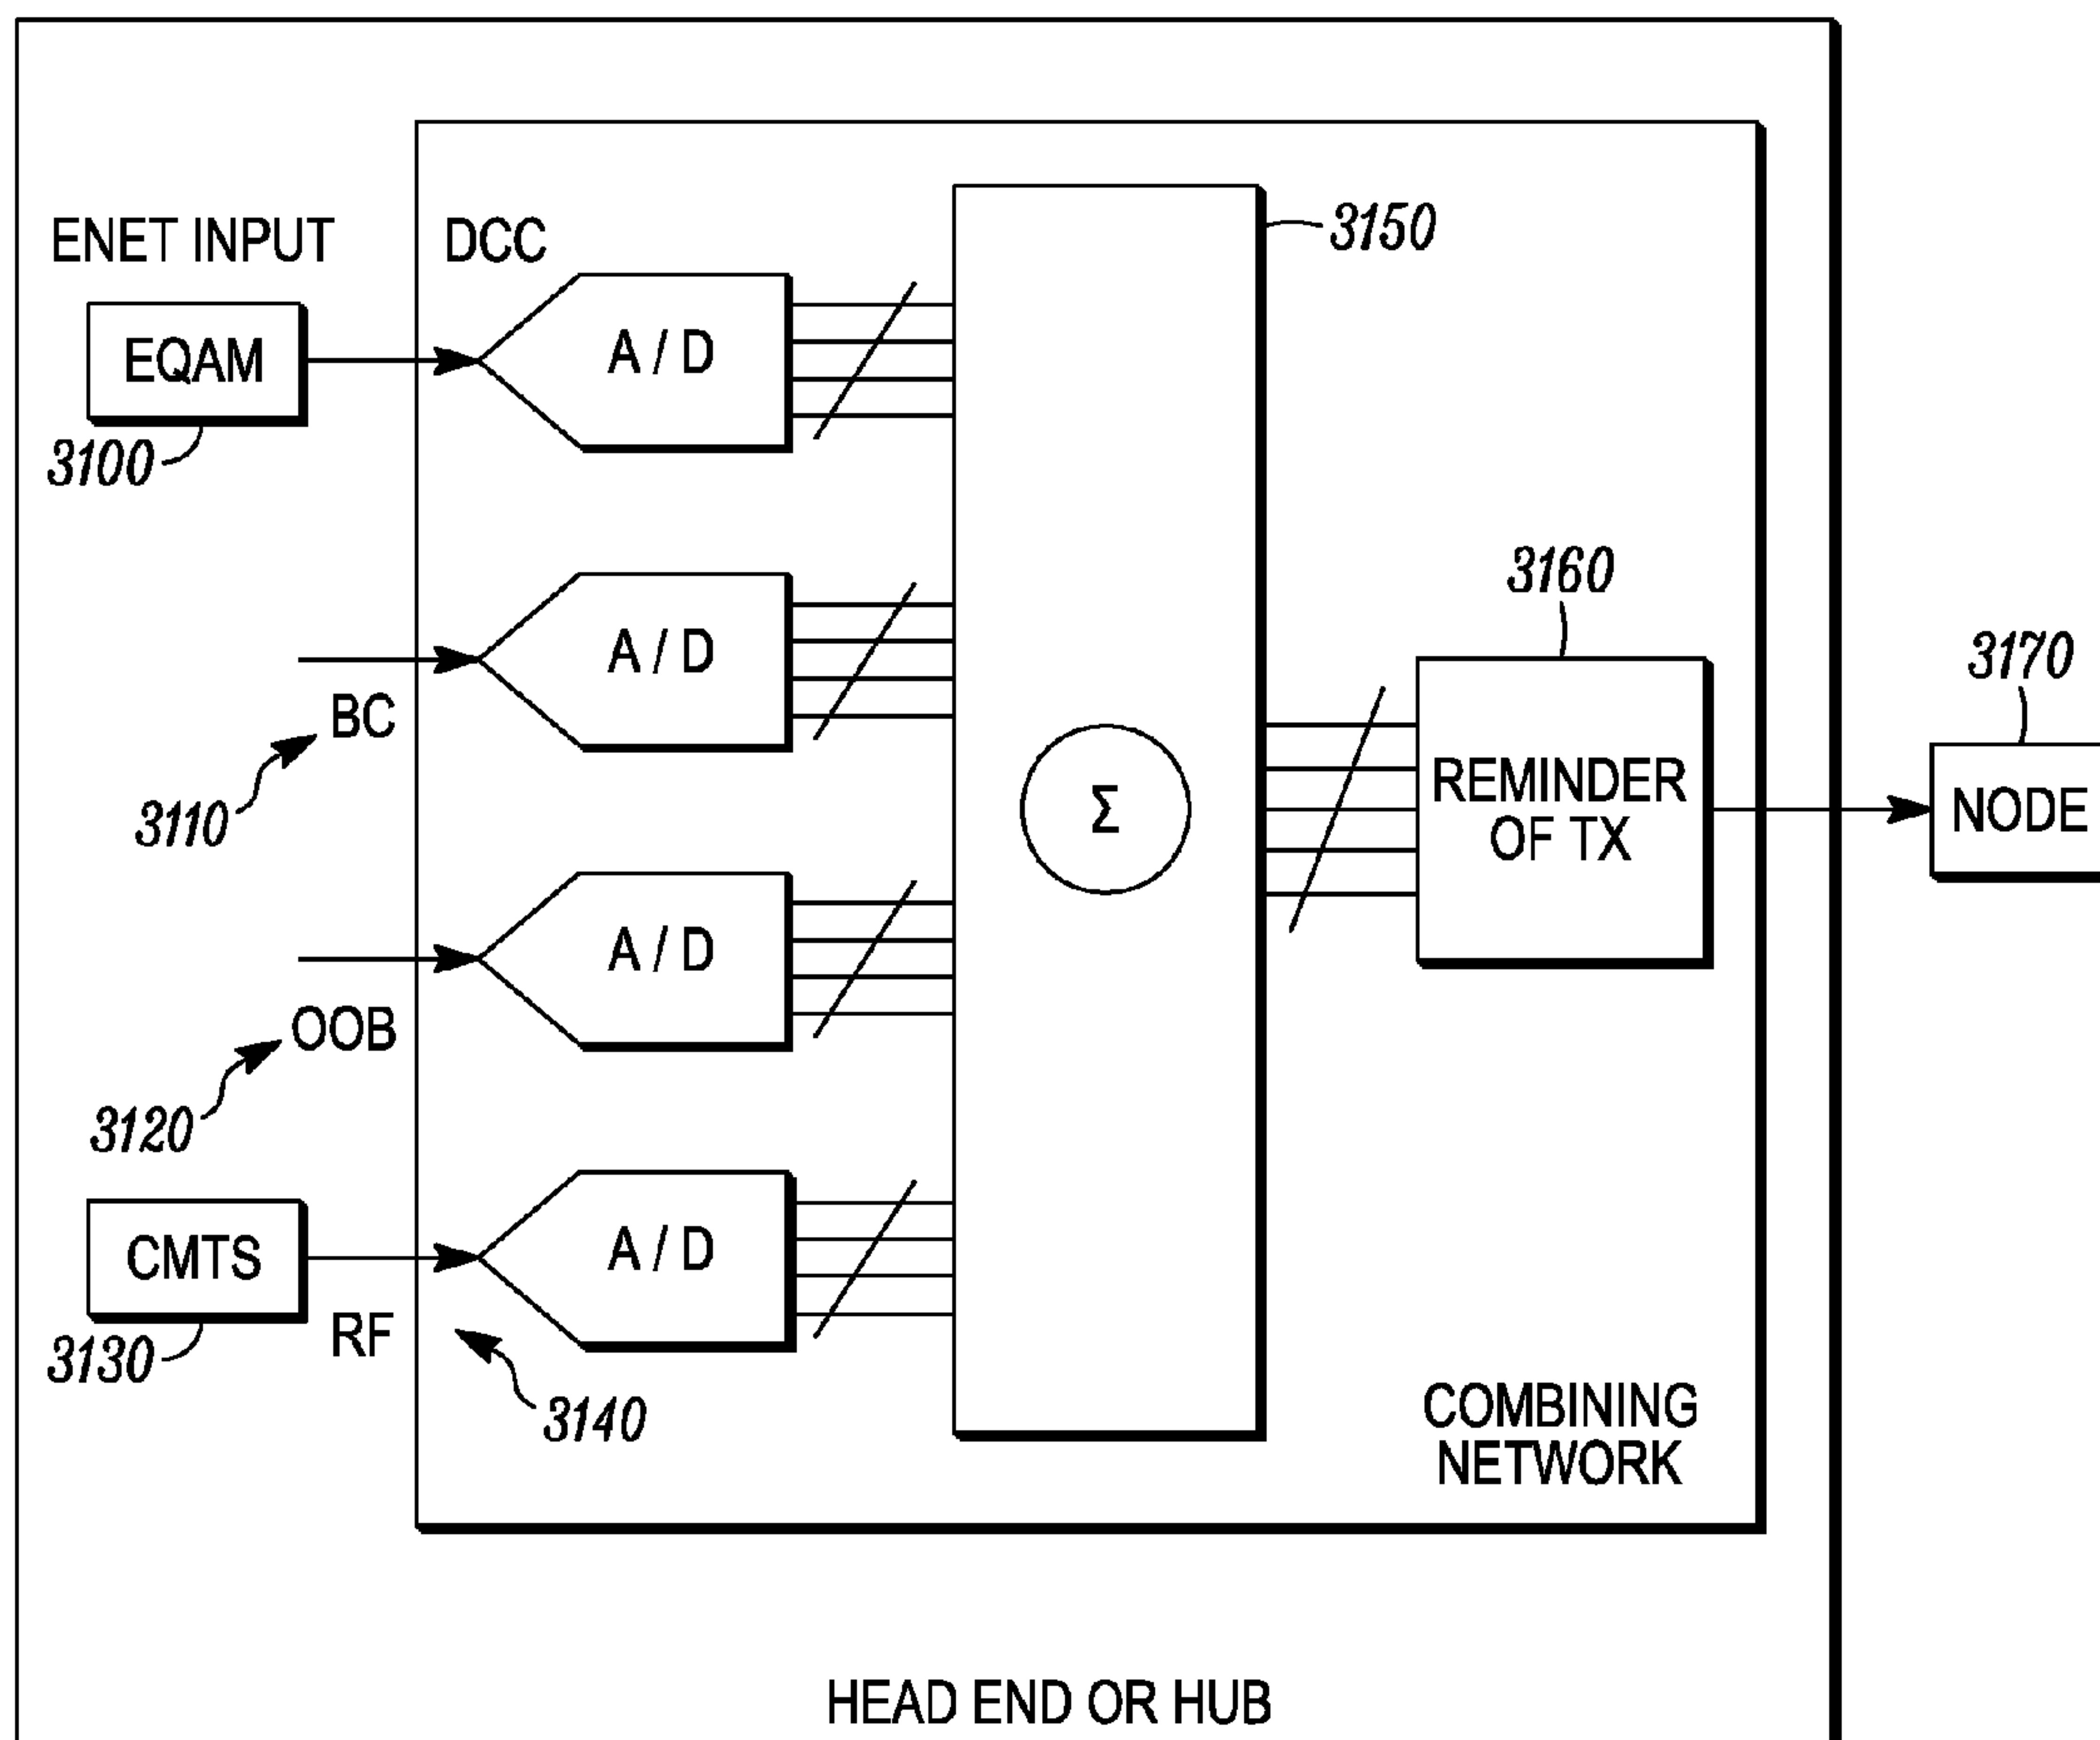 ENET INPUT
DCC
EQAM
A / D
3100
3150
BC
A / D
3110
3160
REMINDER
OF TX
3170
NODE
Σ
OOB
A / D
3120
CMTS
A / D
3130
RF
3140
COMBINING
NETWORK
HEAD END OR HUB